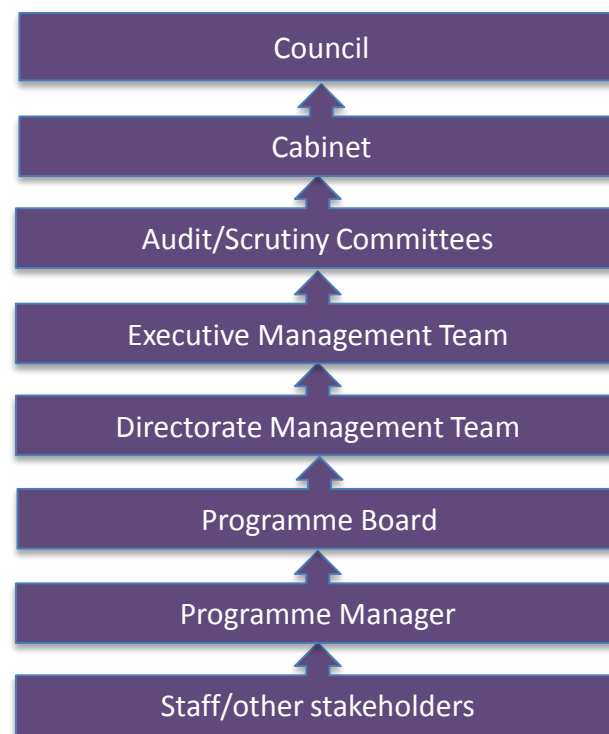 Council
Cabinet
Audit/Scrutiny Committees
Executive Management Team
Directorate Management Team
Programme Board
Programme Manager
Staff/other stakeholders